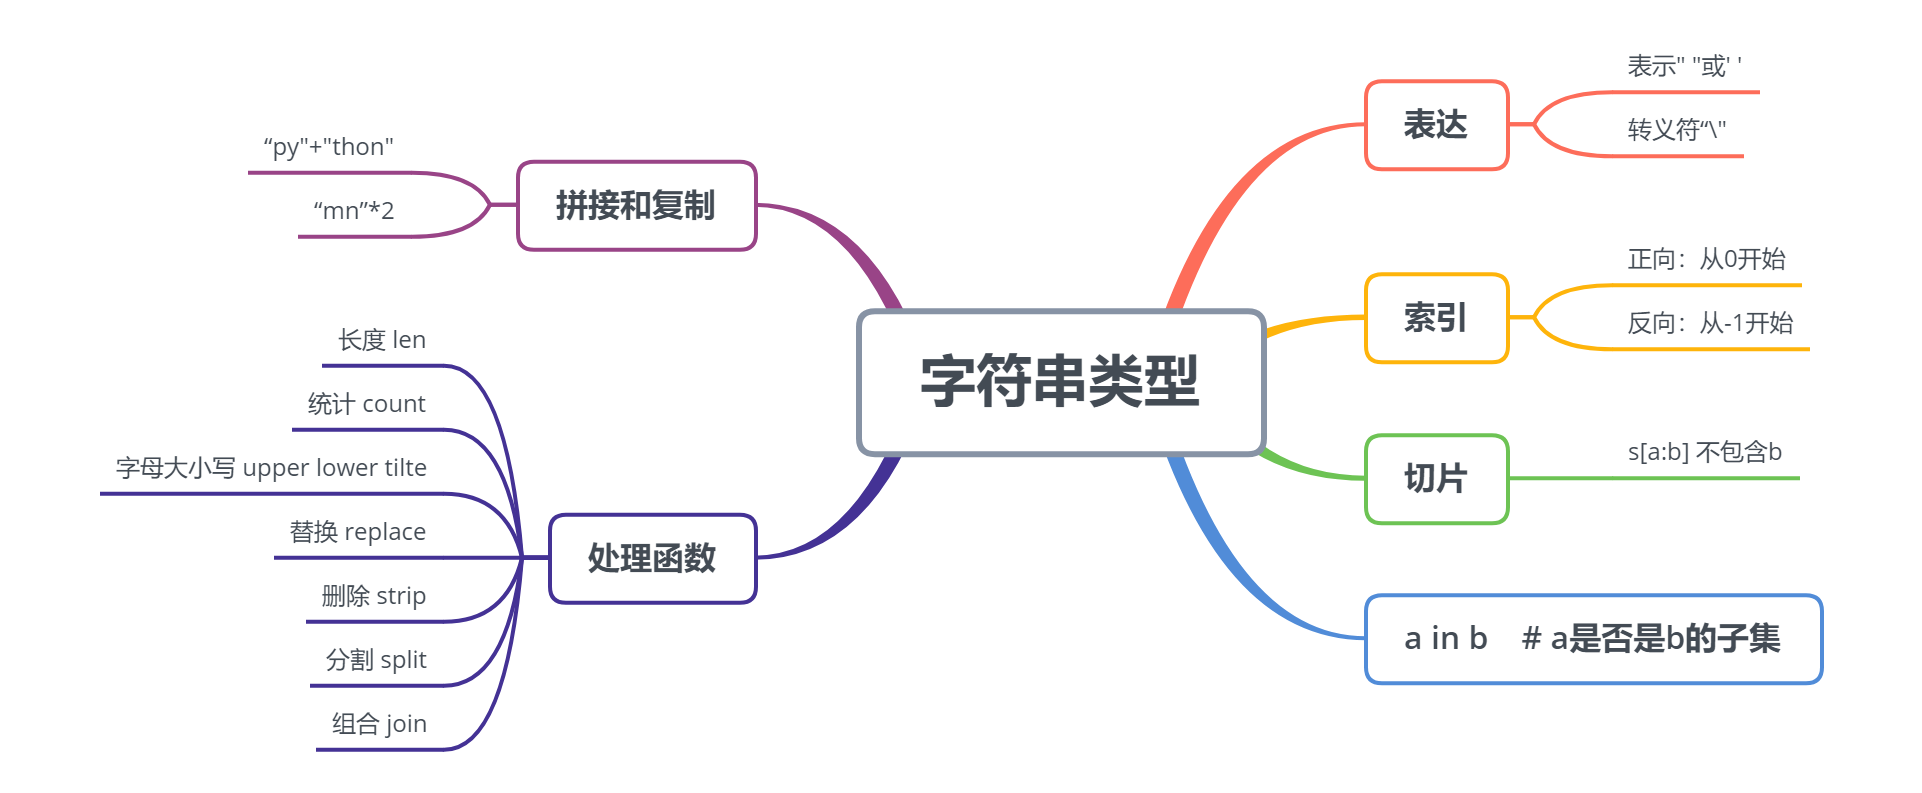 字符串类型
表达
表示" "或' '
转义符“\"
索引
正向：从0开始
反向：从-1开始
切片
s[a:b] 不包含b
a in b    # a是否是b的子集
拼接和复制
“py"+"thon"
“mn”*2
处理函数
长度 len
统计 count
字母大小写 upper lower tilte
替换 replace
删除 strip
分割 split
组合 join